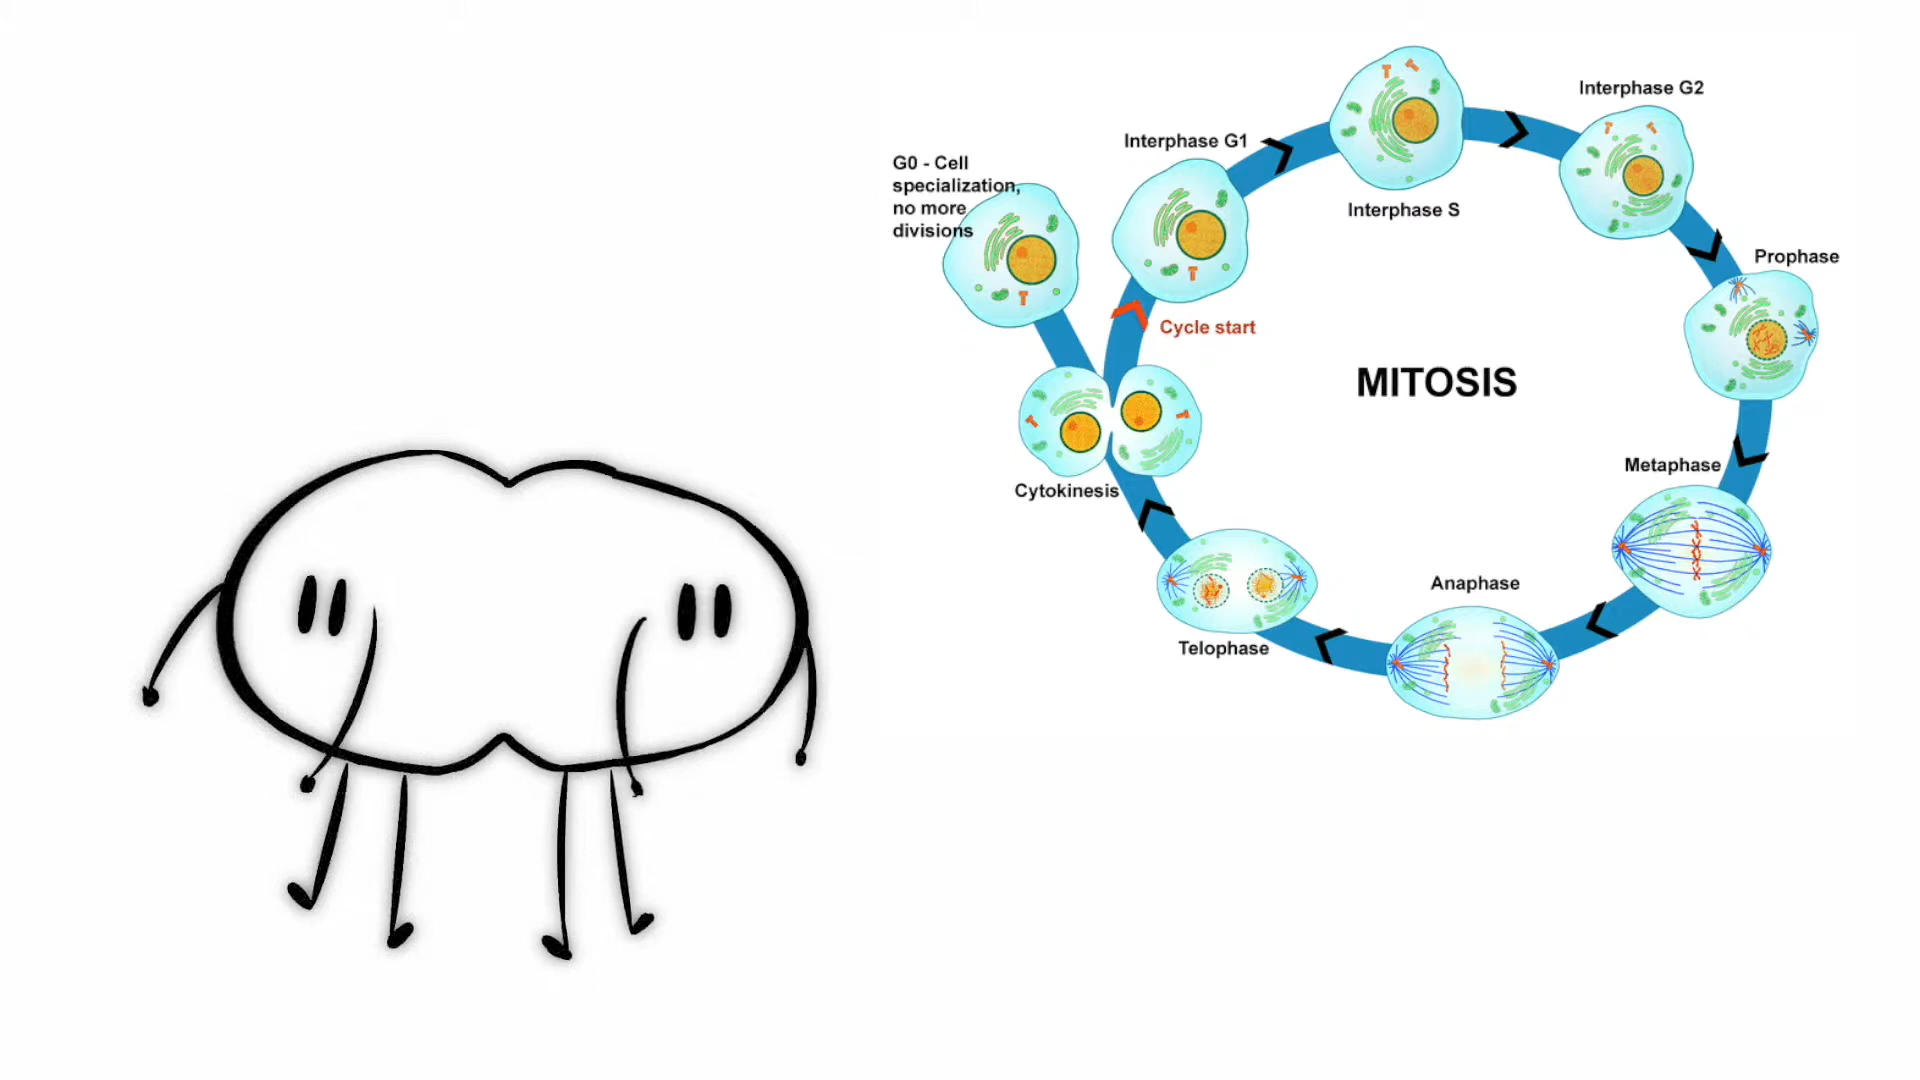 G0 - Cell
specialization,
no more
divisions
Interphase G1
Interphase S
Interphase G2
Prophase
Cycle start
MITOSIS
Metaphase
Cytokinesis
Anaphase
Telophase